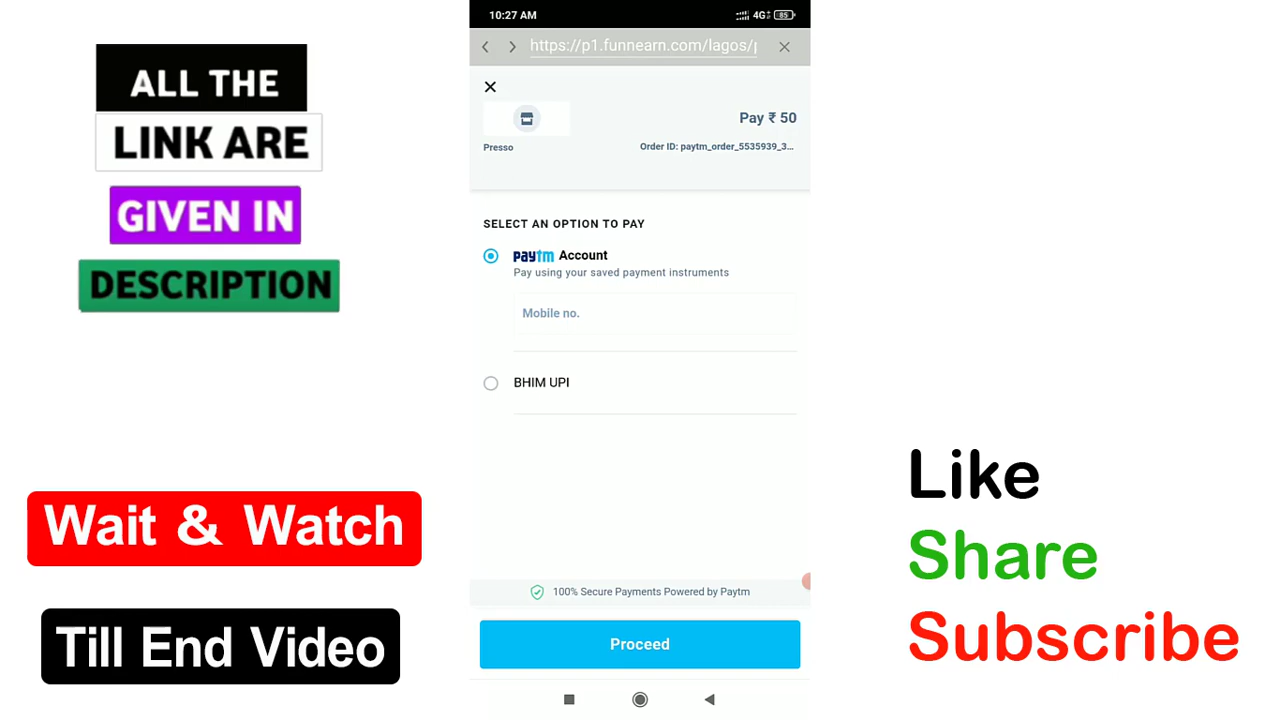 ALL THE
LINK ARE
GIVEN IN
DESCRIPTION
Wait & Watch
Till End Video
10:27 AM
4G+ 85
https://p1.funnearn.com/lagos/p
Pay ₹ 50
Presso
Order ID: paytm_order_5535939_3...
SELECT AN OPTION TO PAY
paytm Account
Pay using your saved payment instruments
Mobile no.
BHIM UPI
100% Secure Payments Powered by Paytm
Proceed
Like
Share
Subscribe